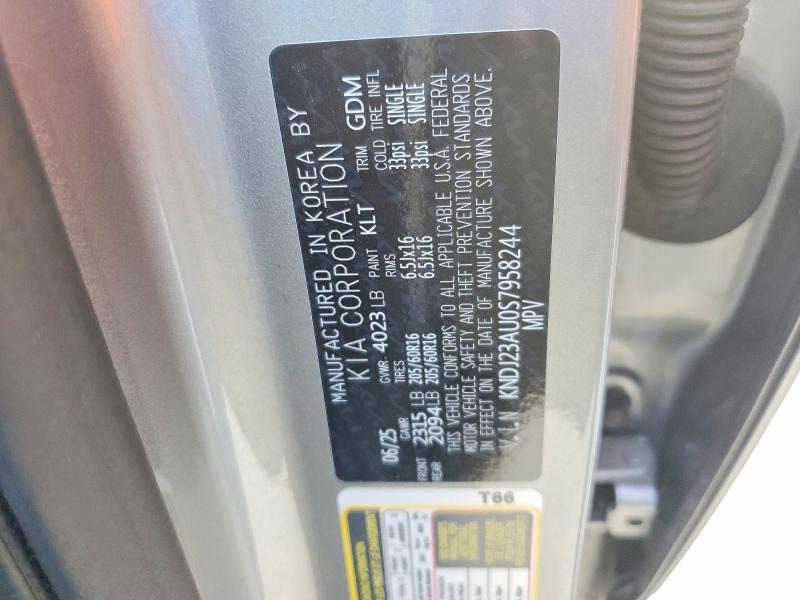 MANUFACTURED IN KOREA BY
KIA CORPORATION
06/25 GVWR 4023 LB PAINT KLT TRIM GDM
GAWR TIRES RIMS COLD TIRE INFL
FRONT 2315 LB 205/60R16 6.5Jx16 33psi SINGLE
REAR 2094 LB 205/60R16 6.5Jx16 33psi SINGLE
THIS VEHICLE CONFORMS TO ALL APPLICABLE U.S.A. FEDERAL
MOTOR VEHICLE SAFETY AND THEFT PREVENTION STANDARDS
IN EFFECT ON THE DATE OF MANUFACTURE SHOWN ABOVE.
V.I.N KNDJ23AU0S7958244
MPV
T66